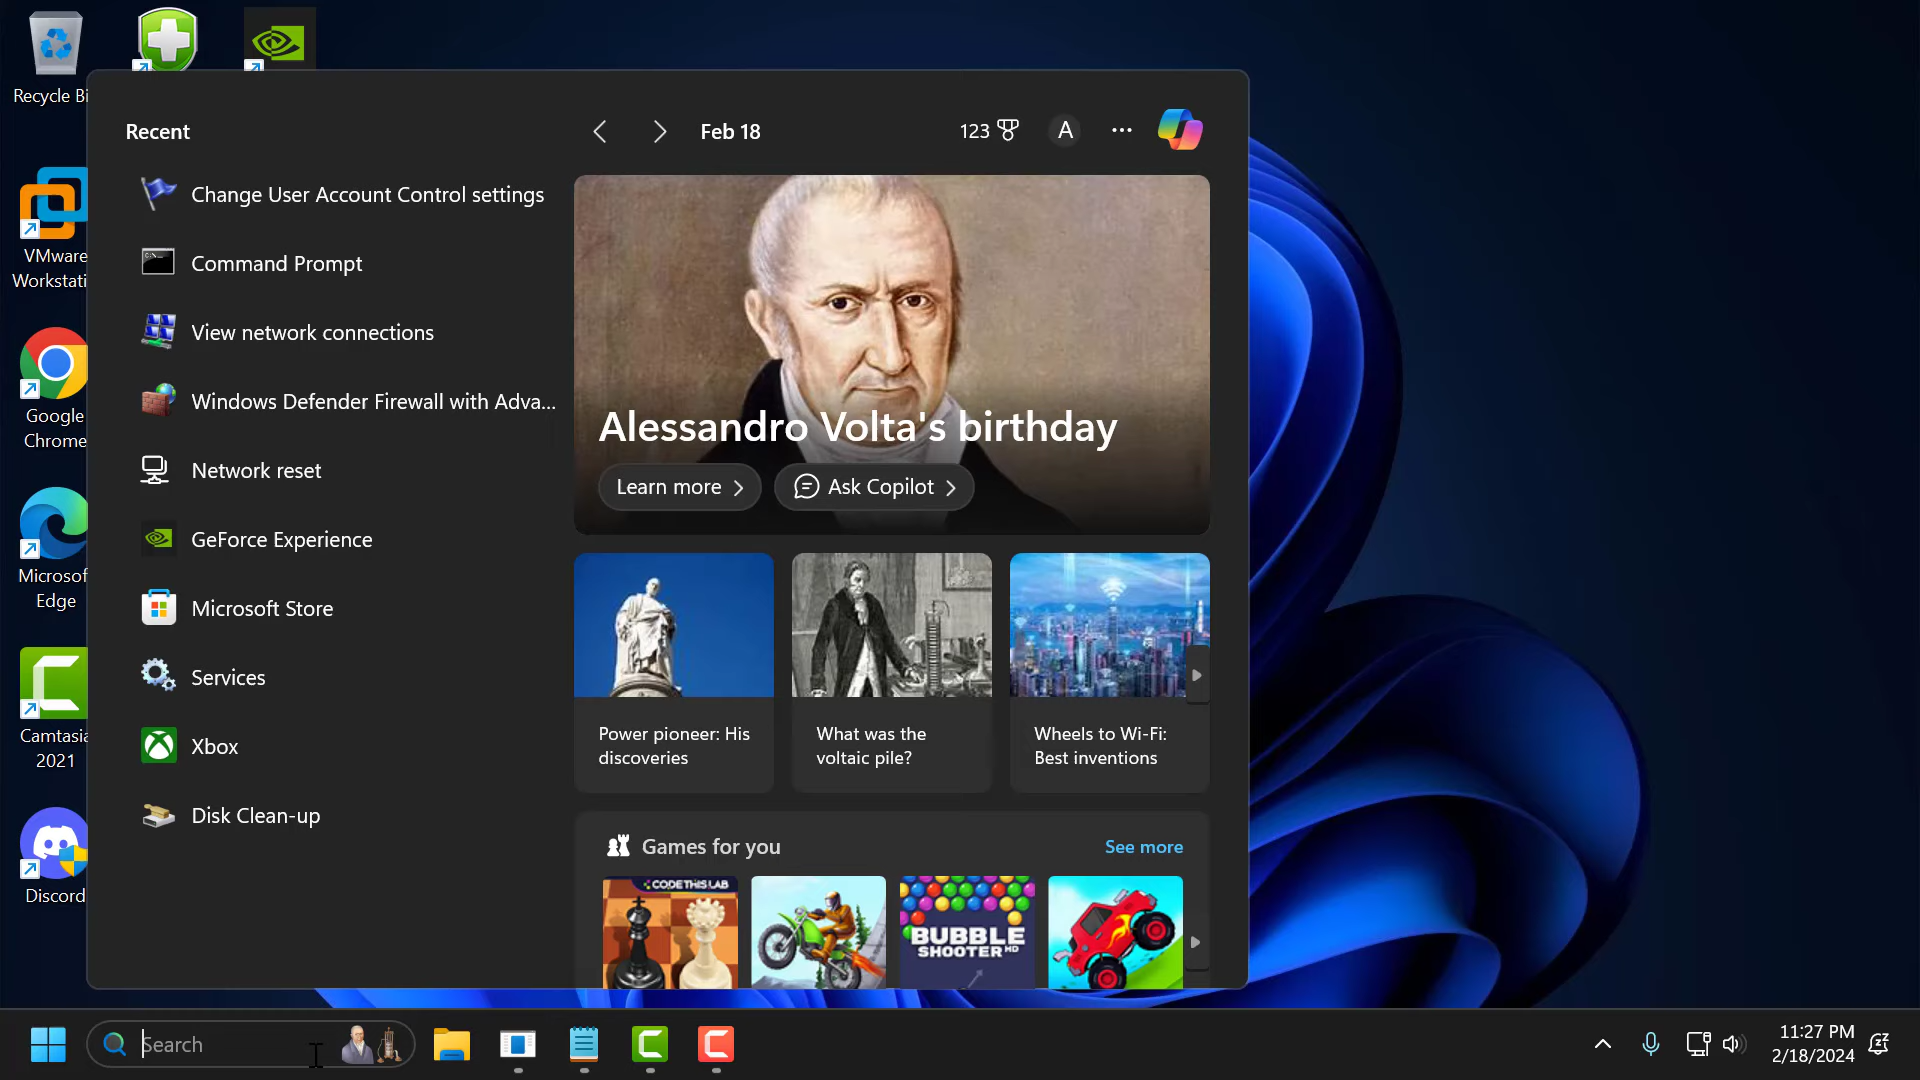 Recycle Bi
VMware
Workstati
Google
Chrome
Microsof
Edge
Camtasia
2021
Discord
Recent
Change User Account Control settings
Command Prompt
View network connections
Windows Defender Firewall with Adva...
Network reset
GeForce Experience
Microsoft Store
Services
Xbox
Disk Clean-up
Feb 18
123
A
Alessandro Volta's birthday
Learn more
Ask Copilot
Power pioneer: His
discoveries
What was the
voltaic pile?
Wheels to Wi-Fi:
Best inventions
Games for you
See more
CODETHISLAB
BUBBLE
SHOOTER HD
Search
11:27 PM
2/18/2024